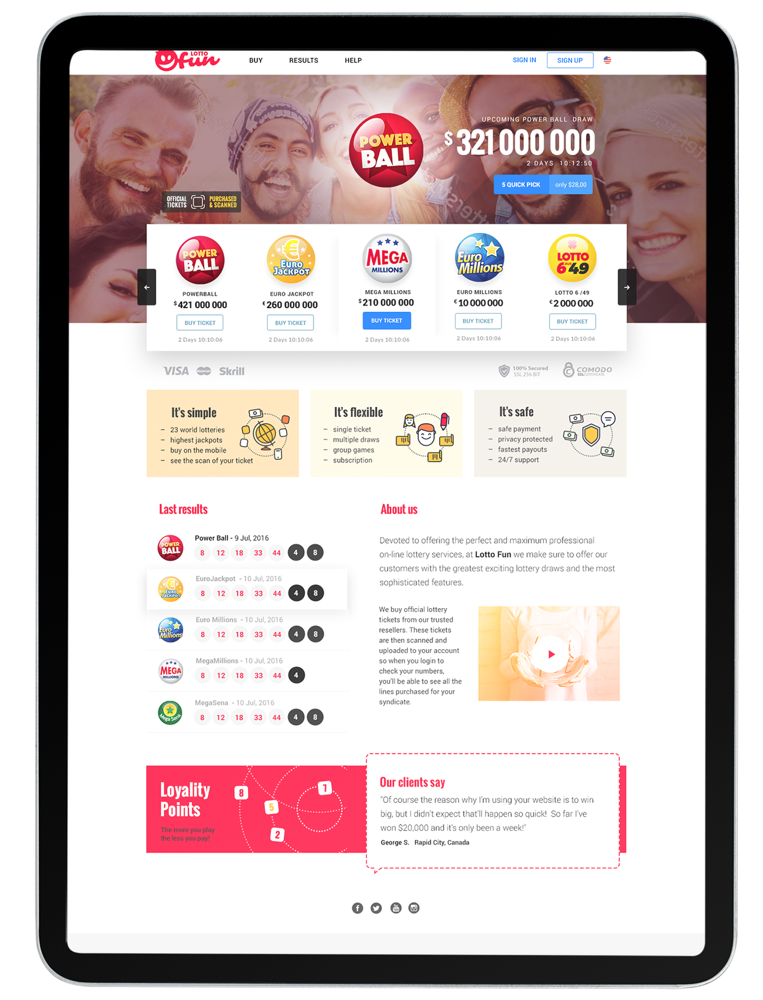 LOTTO
fun
BUY RESULTS HELP
SIGN IN SIGN UP
UPCOMING POWER BALL DRAW
POWER
BALL
$321 000 000
2 DAYS 10:12:50
5 QUICK PICK only $28,00
OFFICIAL
TICKETS
PURCHASED
& SCANNED
POWER
BALL
EURO
JACKPOT
MEGA
MILLIONS
Euro
Millions
LOTTO
6 aus 49
POWERBALL
$421 000 000
BUY TICKET
2 Days 10:10:06
EURO JACKPOT
€260 000 000
BUY TICKET
2 Days 10:10:06
MEGA MILLIONS
$210 000 000
BUY TICKET
2 Days 10:10:06
EURO MILLIONS
€10 000 000
BUY TICKET
2 Days 10:10:06
LOTTO 6 /49
€2 000 000
BUY TICKET
2 Days 10:10:06
VISA MasterCard Skrill
100% Secured
SSL 256 BIT
COMODO
SSLCERTIFICATE
It's simple
– 23 world lotteries
– highest jackpots
– buy on the mobile
– see the scan of your ticket
It's flexible
– single ticket
– multiple draws
– group games
– subscription
It's safe
– safe payment
– privacy protected
– fastest payouts
– 24/7 support
Last results
POWER
BALL
Power Ball - 9 Jul, 2016
8 12 18 33 44 4 8
EURO
JACKPOT
EuroJackpot - 10 Jul, 2016
8 12 18 33 44 4 8
Euro
Millions
Euro Millions - 10 Jul, 2016
8 12 18 33 44 4 8
MEGA
MILLIONS
MegaMillions - 10 Jul, 2016
8 12 18 33 44 4
Mega Sena
MegaSena - 10 Jul, 2016
8 12 18 33 44 4 8
About us
Devoted to offering the perfect and maximum professional
on-line lottery services, at Lotto Fun we make sure to offer our
customers with the greatest exciting lottery draws and the most
sophisticated features.
We buy official lottery
tickets from our trusted
resellers. These tickets
are then scanned and
uploaded to your account
so when you login to
check your numbers,
you'll be able to see all the
lines purchased for your
syndicate.
Loyality
Points
The more you play
the less you pay!
8
5
7
2
Our clients say
"Of course the reason why I'm using your website is to win
big, but I didn't expect that'll happen so quick! So far I've
won $20,000 and it's only been a week!"
George S. Rapid City, Canada
You
Tube